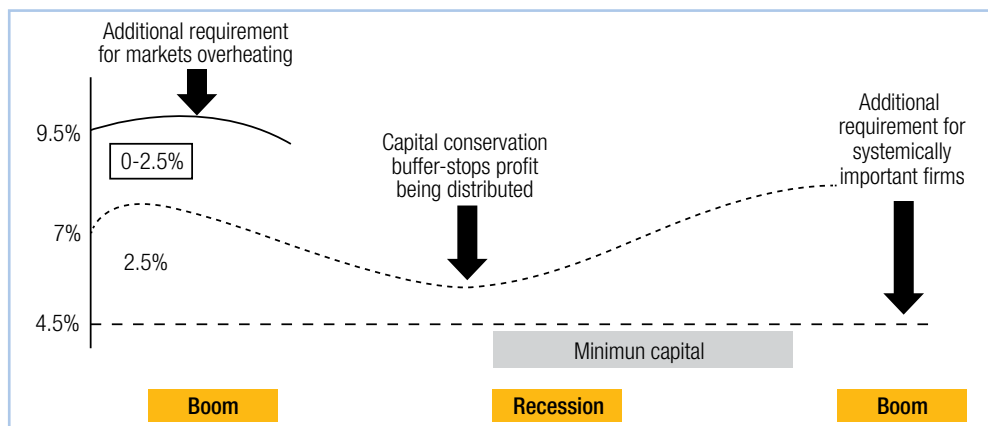 Additional requirement
for markets overheating
9.5%
0-2.5%
Capital conservation
buffer-stops profit
being distributed
Additional
requirement for
systemically
important firms
7%
2.5%
4.5%
Minimun capital
Boom
Recession
Boom